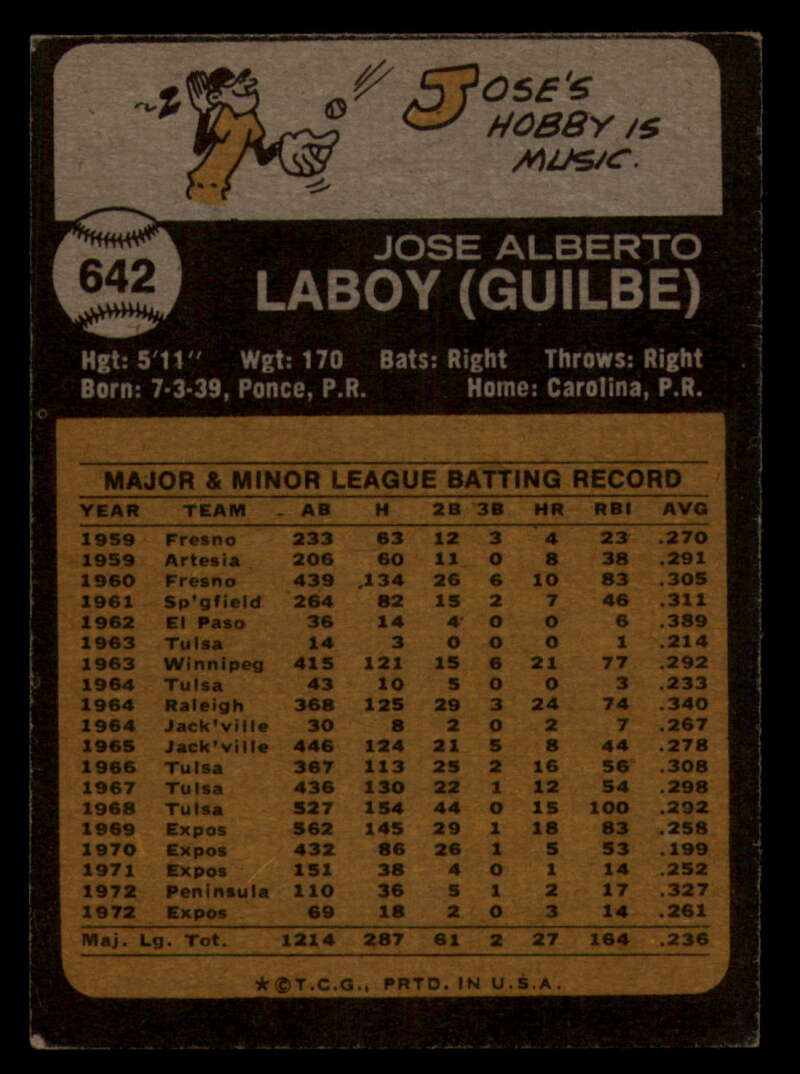 JOSE'S
HOBBY IS
MUSIC.
642
JOSE ALBERTO
LABOY (GUILBE)
Hgt: 5'11" Wgt: 170 Bats: Right Throws: Right
Born: 7-3-39, Ponce, P.R. Home: Carolina, P.R.
MAJOR & MINOR LEAGUE BATTING RECORD
YEAR TEAM AB H 2B 3B HR RBI AVG
1959 Fresno 233 63 12 3 4 23 .270
1959 Artesia 206 60 11 0 8 38 .291
1960 Fresno 439 134 26 6 10 83 .305
1961 Sp'gfield 264 82 15 2 7 46 .311
1962 El Paso 36 14 4 0 0 6 .389
1963 Tulsa 14 3 0 0 0 1 .214
1963 Winnipeg 415 121 15 6 21 77 .292
1964 Tulsa 43 10 5 0 0 3 .233
1964 Raleigh 368 125 29 3 24 74 .340
1964 Jack'ville 30 8 2 0 2 7 .267
1965 Jack'ville 446 124 21 5 8 44 .278
1966 Tulsa 367 113 25 2 16 56 .308
1967 Tulsa 436 130 22 1 12 54 .298
1968 Tulsa 527 154 44 0 15 100 .292
1969 Expos 562 145 29 1 18 83 .258
1970 Expos 432 86 26 1 5 53 .199
1971 Expos 151 38 4 0 1 14 .252
1972 Peninsula 110 36 5 1 2 17 .327
1972 Expos 69 18 2 0 3 14 .261
Maj. Lg. Tot. 1214 287 61 2 27 164 .236
*©T.C.G., PRTD. IN U.S.A.